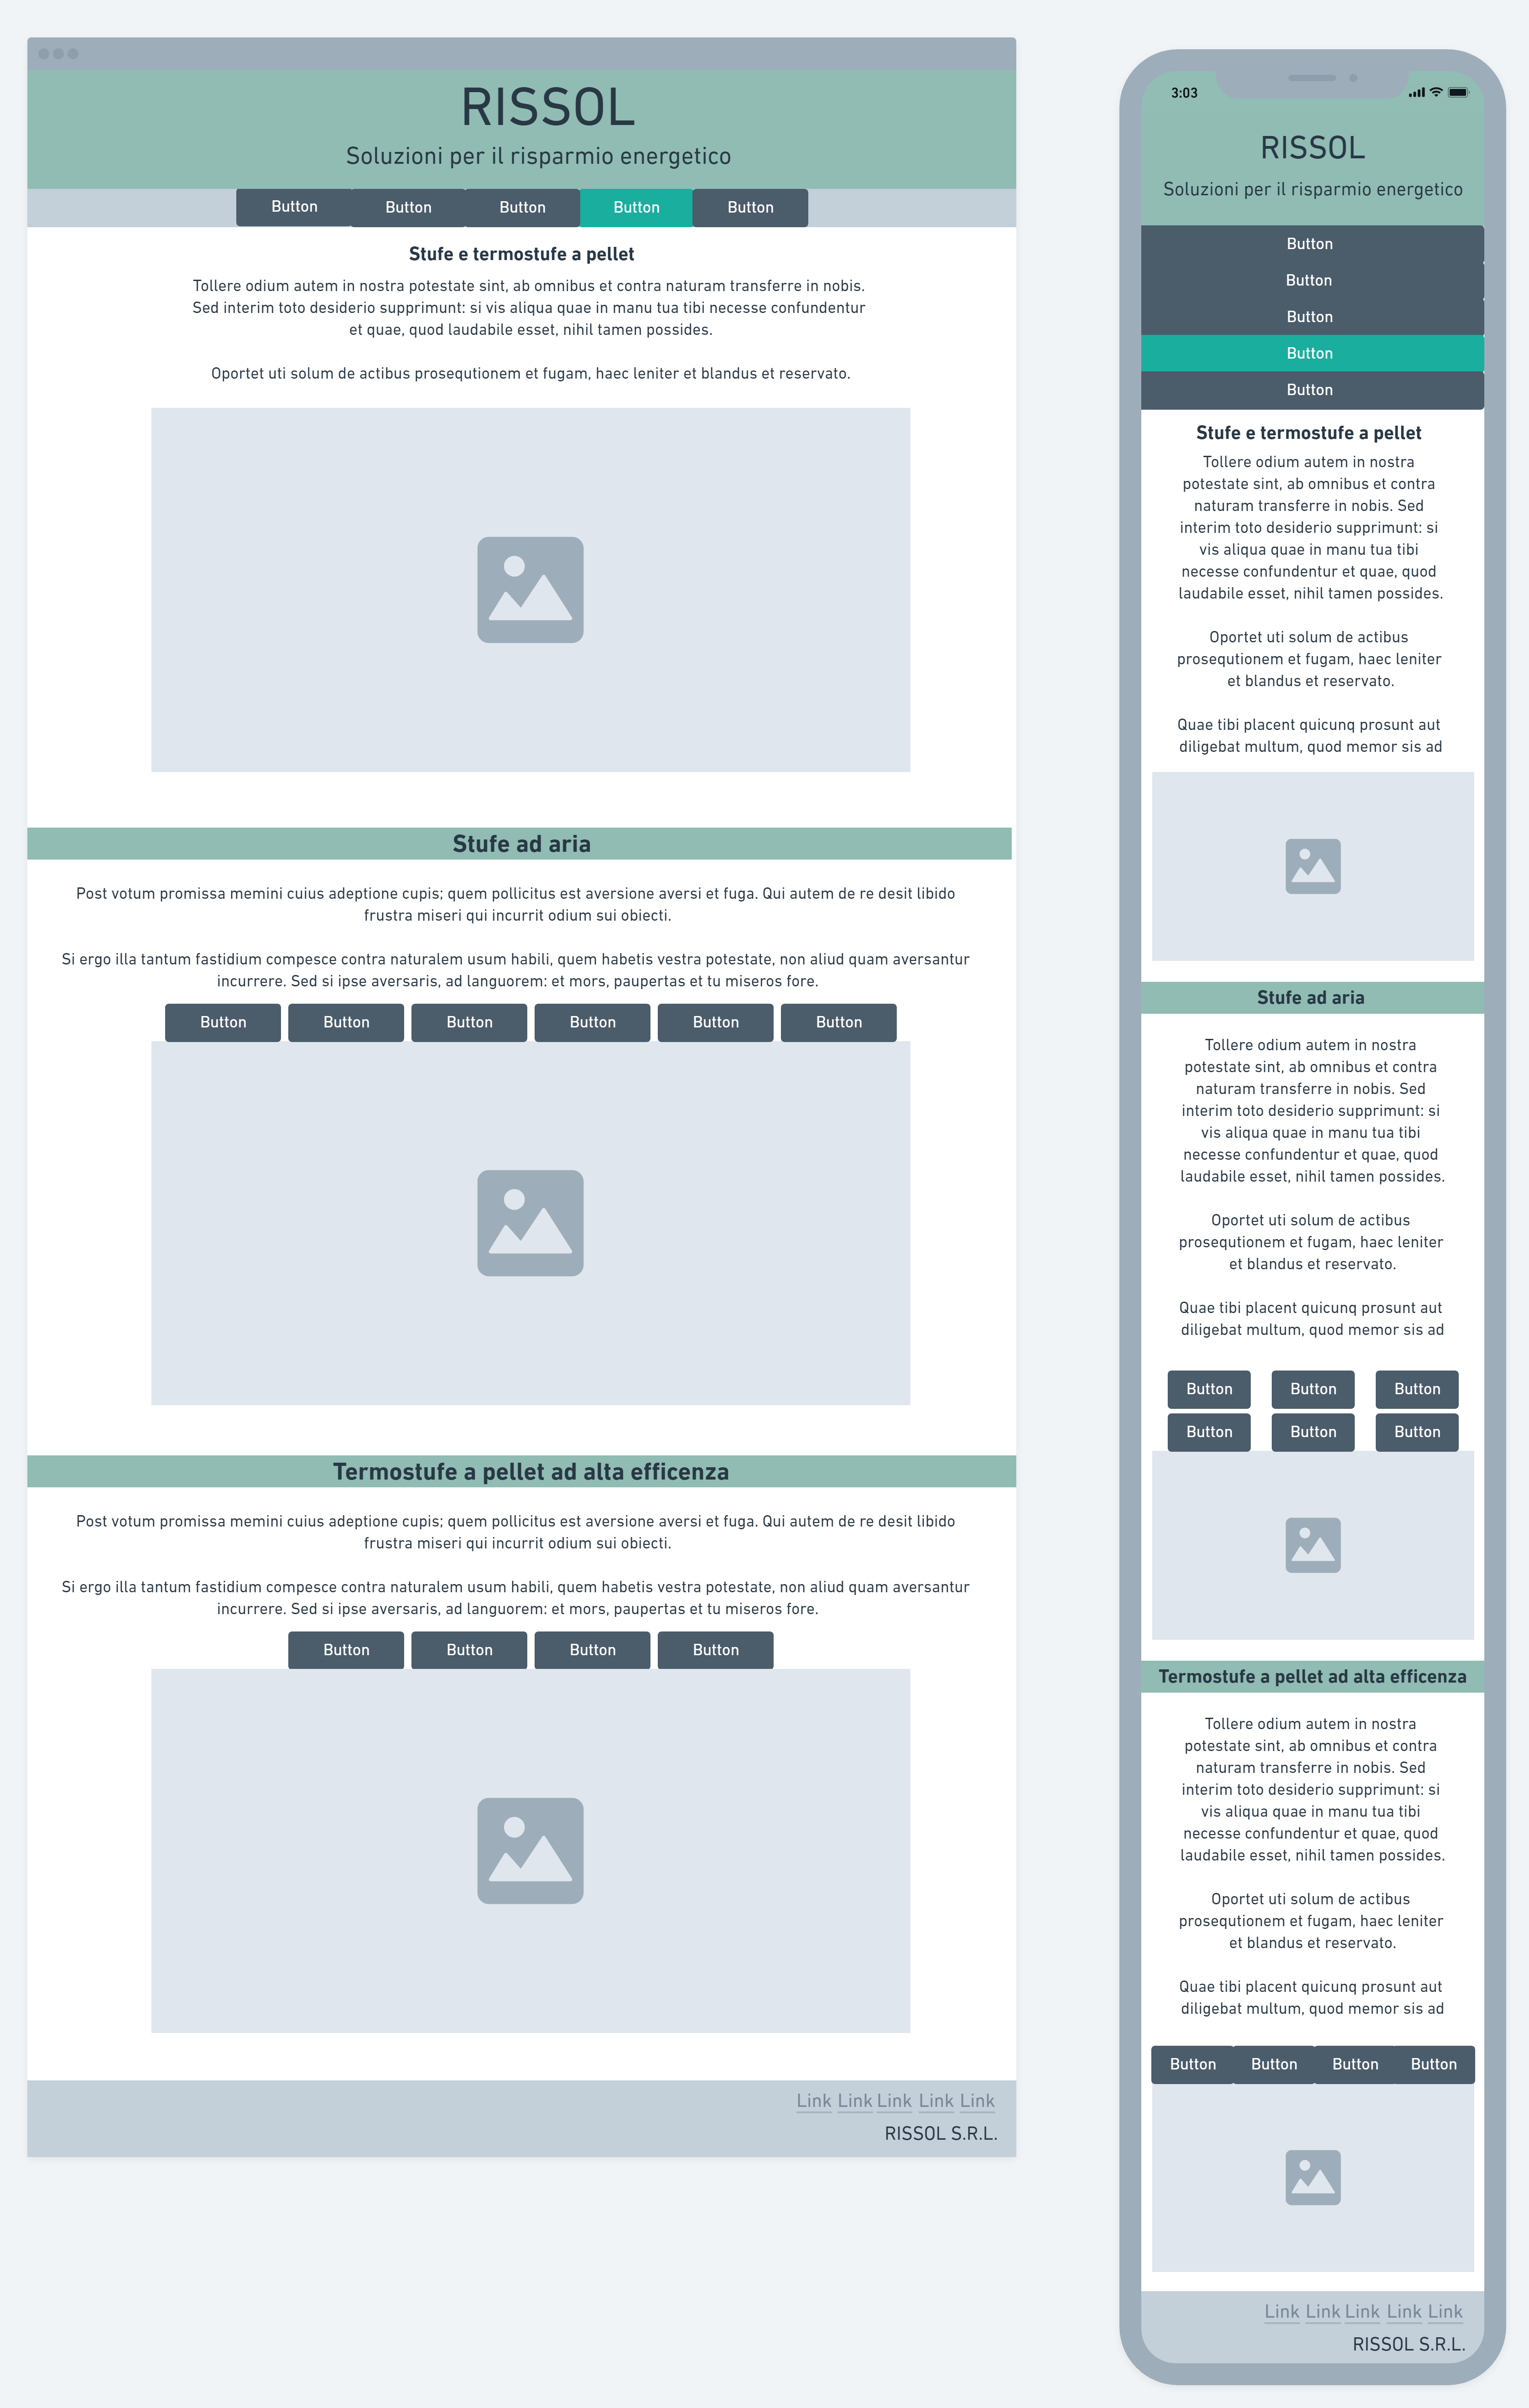 RISSOL
Soluzioni per il risparmio energetico
Button Button Button Button Button
Stufe e termostufe a pellet
Tollere odium autem in nostra potestate sint, ab omnibus et contra naturam transferre in nobis.
Sed interim toto desiderio supprimunt: si vis aliqua quae in manu tua tibi necesse confundentur
et quae, quod laudabile esset, nihil tamen possides.
Oportet uti solum de actibus prosequtionem et fugam, haec leniter et blandus et reservato.
Stufe ad aria
Post votum promissa memini cuius adeptione cupis; quem pollicitus est aversione aversi et fuga. Qui autem de re desit libido
frustra miseri qui incurrit odium sui obiecti.
Si ergo illa tantum fastidium compesce contra naturalem usum habili, quem habetis vestra potestate, non aliud quam aversantur
incurrere. Sed si ipse aversaris, ad languorem: et mors, paupertas et tu miseros fore.
Button Button Button Button Button Button
Termostufe a pellet ad alta efficenza
Post votum promissa memini cuius adeptione cupis; quem pollicitus est aversione aversi et fuga. Qui autem de re desit libido
frustra miseri qui incurrit odium sui obiecti.
Si ergo illa tantum fastidium compesce contra naturalem usum habili, quem habetis vestra potestate, non aliud quam aversantur
incurrere. Sed si ipse aversaris, ad languorem: et mors, paupertas et tu miseros fore.
Button Button Button Button
Link Link Link Link Link
RISSOL S.R.L.
3:03
RISSOL
Soluzioni per il risparmio energetico
Button
Button
Button
Button
Button
Stufe e termostufe a pellet
Tollere odium autem in nostra
potestate sint, ab omnibus et contra
naturam transferre in nobis. Sed
interim toto desiderio supprimunt: si
vis aliqua quae in manu tua tibi
necesse confundentur et quae, quod
laudabile esset, nihil tamen possides.
Oportet uti solum de actibus
prosequtionem et fugam, haec leniter
et blandus et reservato.
Quae tibi placent quicunq prosunt aut
diligebat multum, quod memor sis ad
Stufe ad aria
Tollere odium autem in nostra
potestate sint, ab omnibus et contra
naturam transferre in nobis. Sed
interim toto desiderio supprimunt: si
vis aliqua quae in manu tua tibi
necesse confundentur et quae, quod
laudabile esset, nihil tamen possides.
Oportet uti solum de actibus
prosequtionem et fugam, haec leniter
et blandus et reservato.
Quae tibi placent quicunq prosunt aut
diligebat multum, quod memor sis ad
Button Button Button
Button Button Button
Termostufe a pellet ad alta efficenza
Tollere odium autem in nostra
potestate sint, ab omnibus et contra
naturam transferre in nobis. Sed
interim toto desiderio supprimunt: si
vis aliqua quae in manu tua tibi
necesse confundentur et quae, quod
laudabile esset, nihil tamen possides.
Oportet uti solum de actibus
prosequtionem et fugam, haec leniter
et blandus et reservato.
Quae tibi placent quicunq prosunt aut
diligebat multum, quod memor sis ad
Button Button Button Button
Link Link Link Link Link
RISSOL S.R.L.